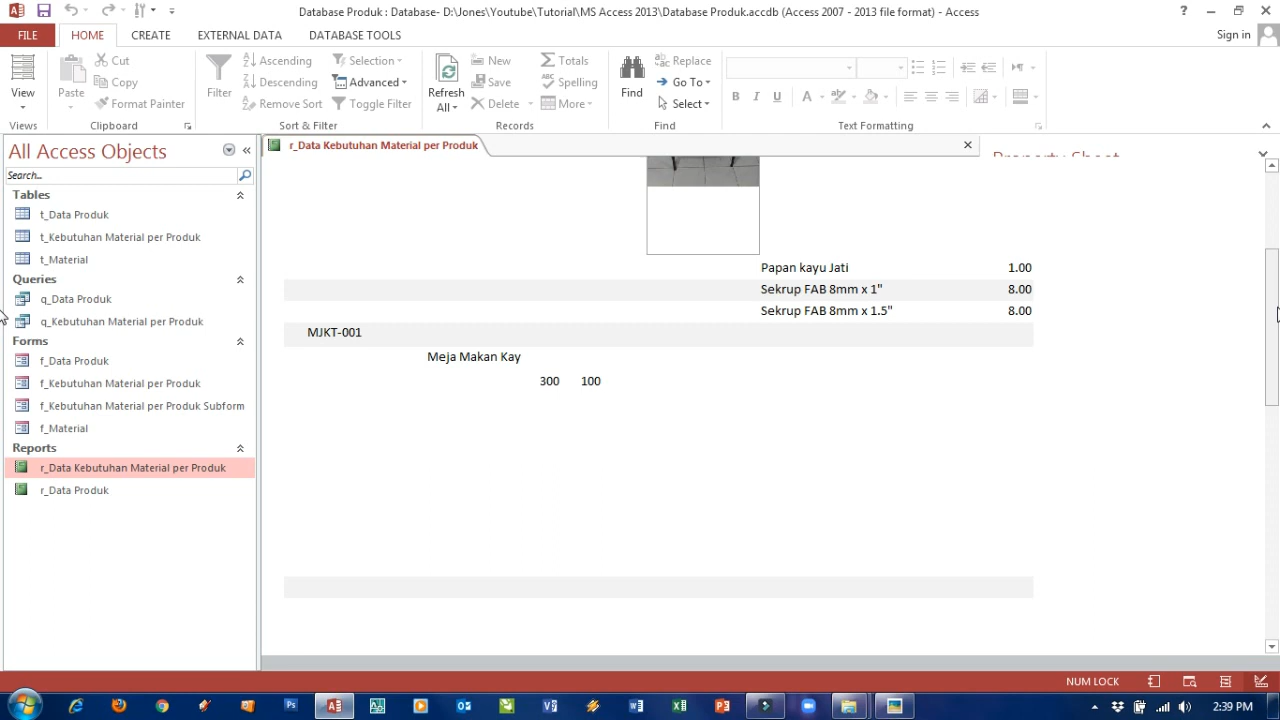 Database Produk : Database- D:\Jones\Youtube\Tutorial\MS Access 2013\Database Produk.accdb (Access 2007 - 2013 file format) - Access
FILE HOME CREATE EXTERNAL DATA DATABASE TOOLS Sign in
View
Views
Paste
Cut
Copy
Format Painter
Clipboard
Filter
Ascending
Descending
Remove Sort
Selection
Advanced
Toggle Filter
Sort & Filter
Refresh
All
New
Save
Delete
Totals
Spelling
More
Records
Find
Replace
Go To
Select
Find
B I U A
Text Formatting
All Access Objects
Search...
Tables
t_Data Produk
t_Kebutuhan Material per Produk
t_Material
Queries
q_Data Produk
q_Kebutuhan Material per Produk
Forms
f_Data Produk
f_Kebutuhan Material per Produk
f_Kebutuhan Material per Produk Subform
f_Material
Reports
r_Data Kebutuhan Material per Produk
r_Data Produk
r_Data Kebutuhan Material per Produk
Property Sheet
Papan kayu Jati 1.00
Sekrup FAB 8mm x 1" 8.00
Sekrup FAB 8mm x 1.5" 8.00
MJKT-001
Meja Makan Kay
300 100
NUM LOCK
2:39 PM